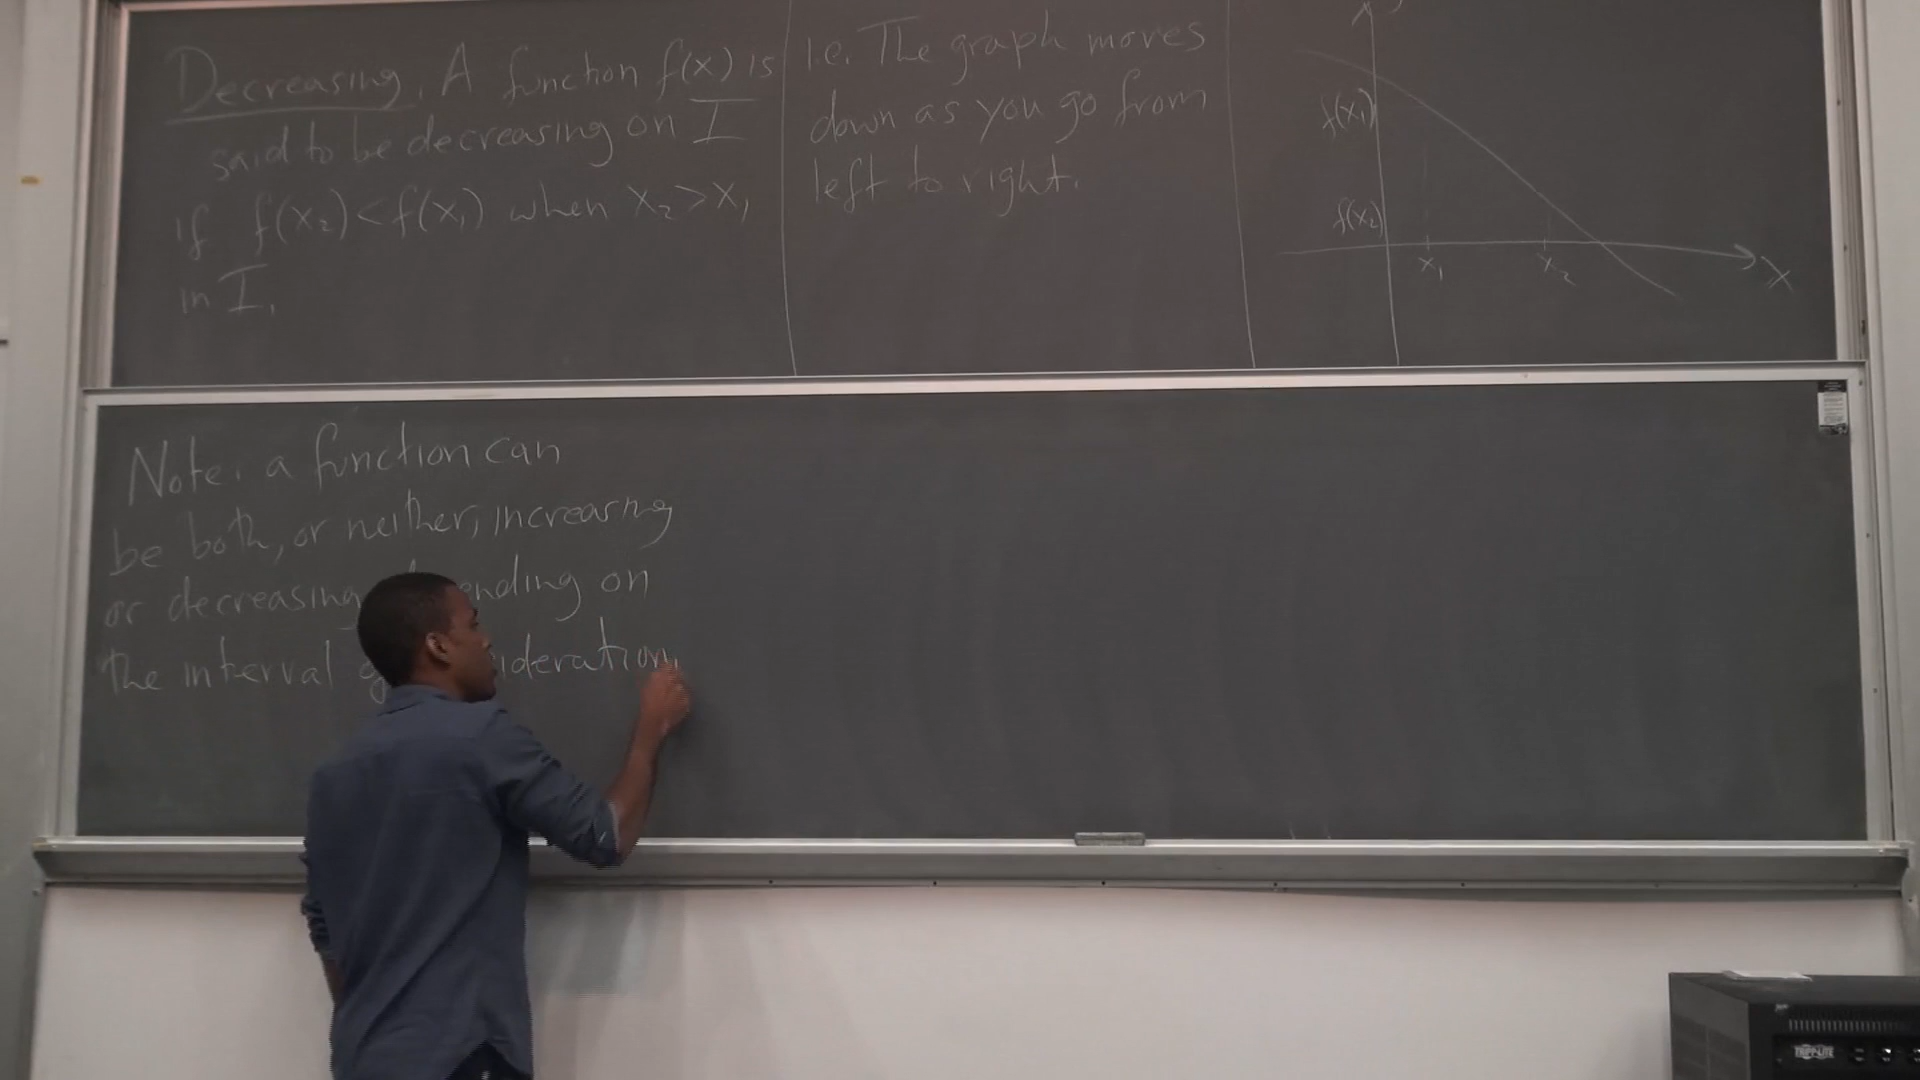 Decreasing. A function f(x) is
said to be decreasing on I
if f(x₂) < f(x₁) when x₂ > x₁
in I.
I.e. The graph moves
down as you go from
left to right.
f(x₁)
f(x₂)
x₁
x₂
x
Note. a function can
be both, or neither, increasing
or decreasing on
the interval
TRIPP-LITE